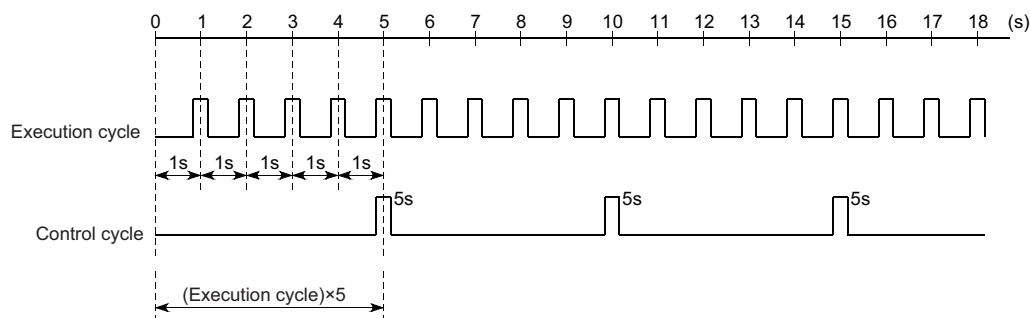 0 1 2 3 4 5 6 7 8 9 10 11 12 13 14 15 16 17 18 (s)
Execution cycle
1s 1s 1s 1s 1s
5s 5s 5s
Control cycle
(Execution cycle)×5